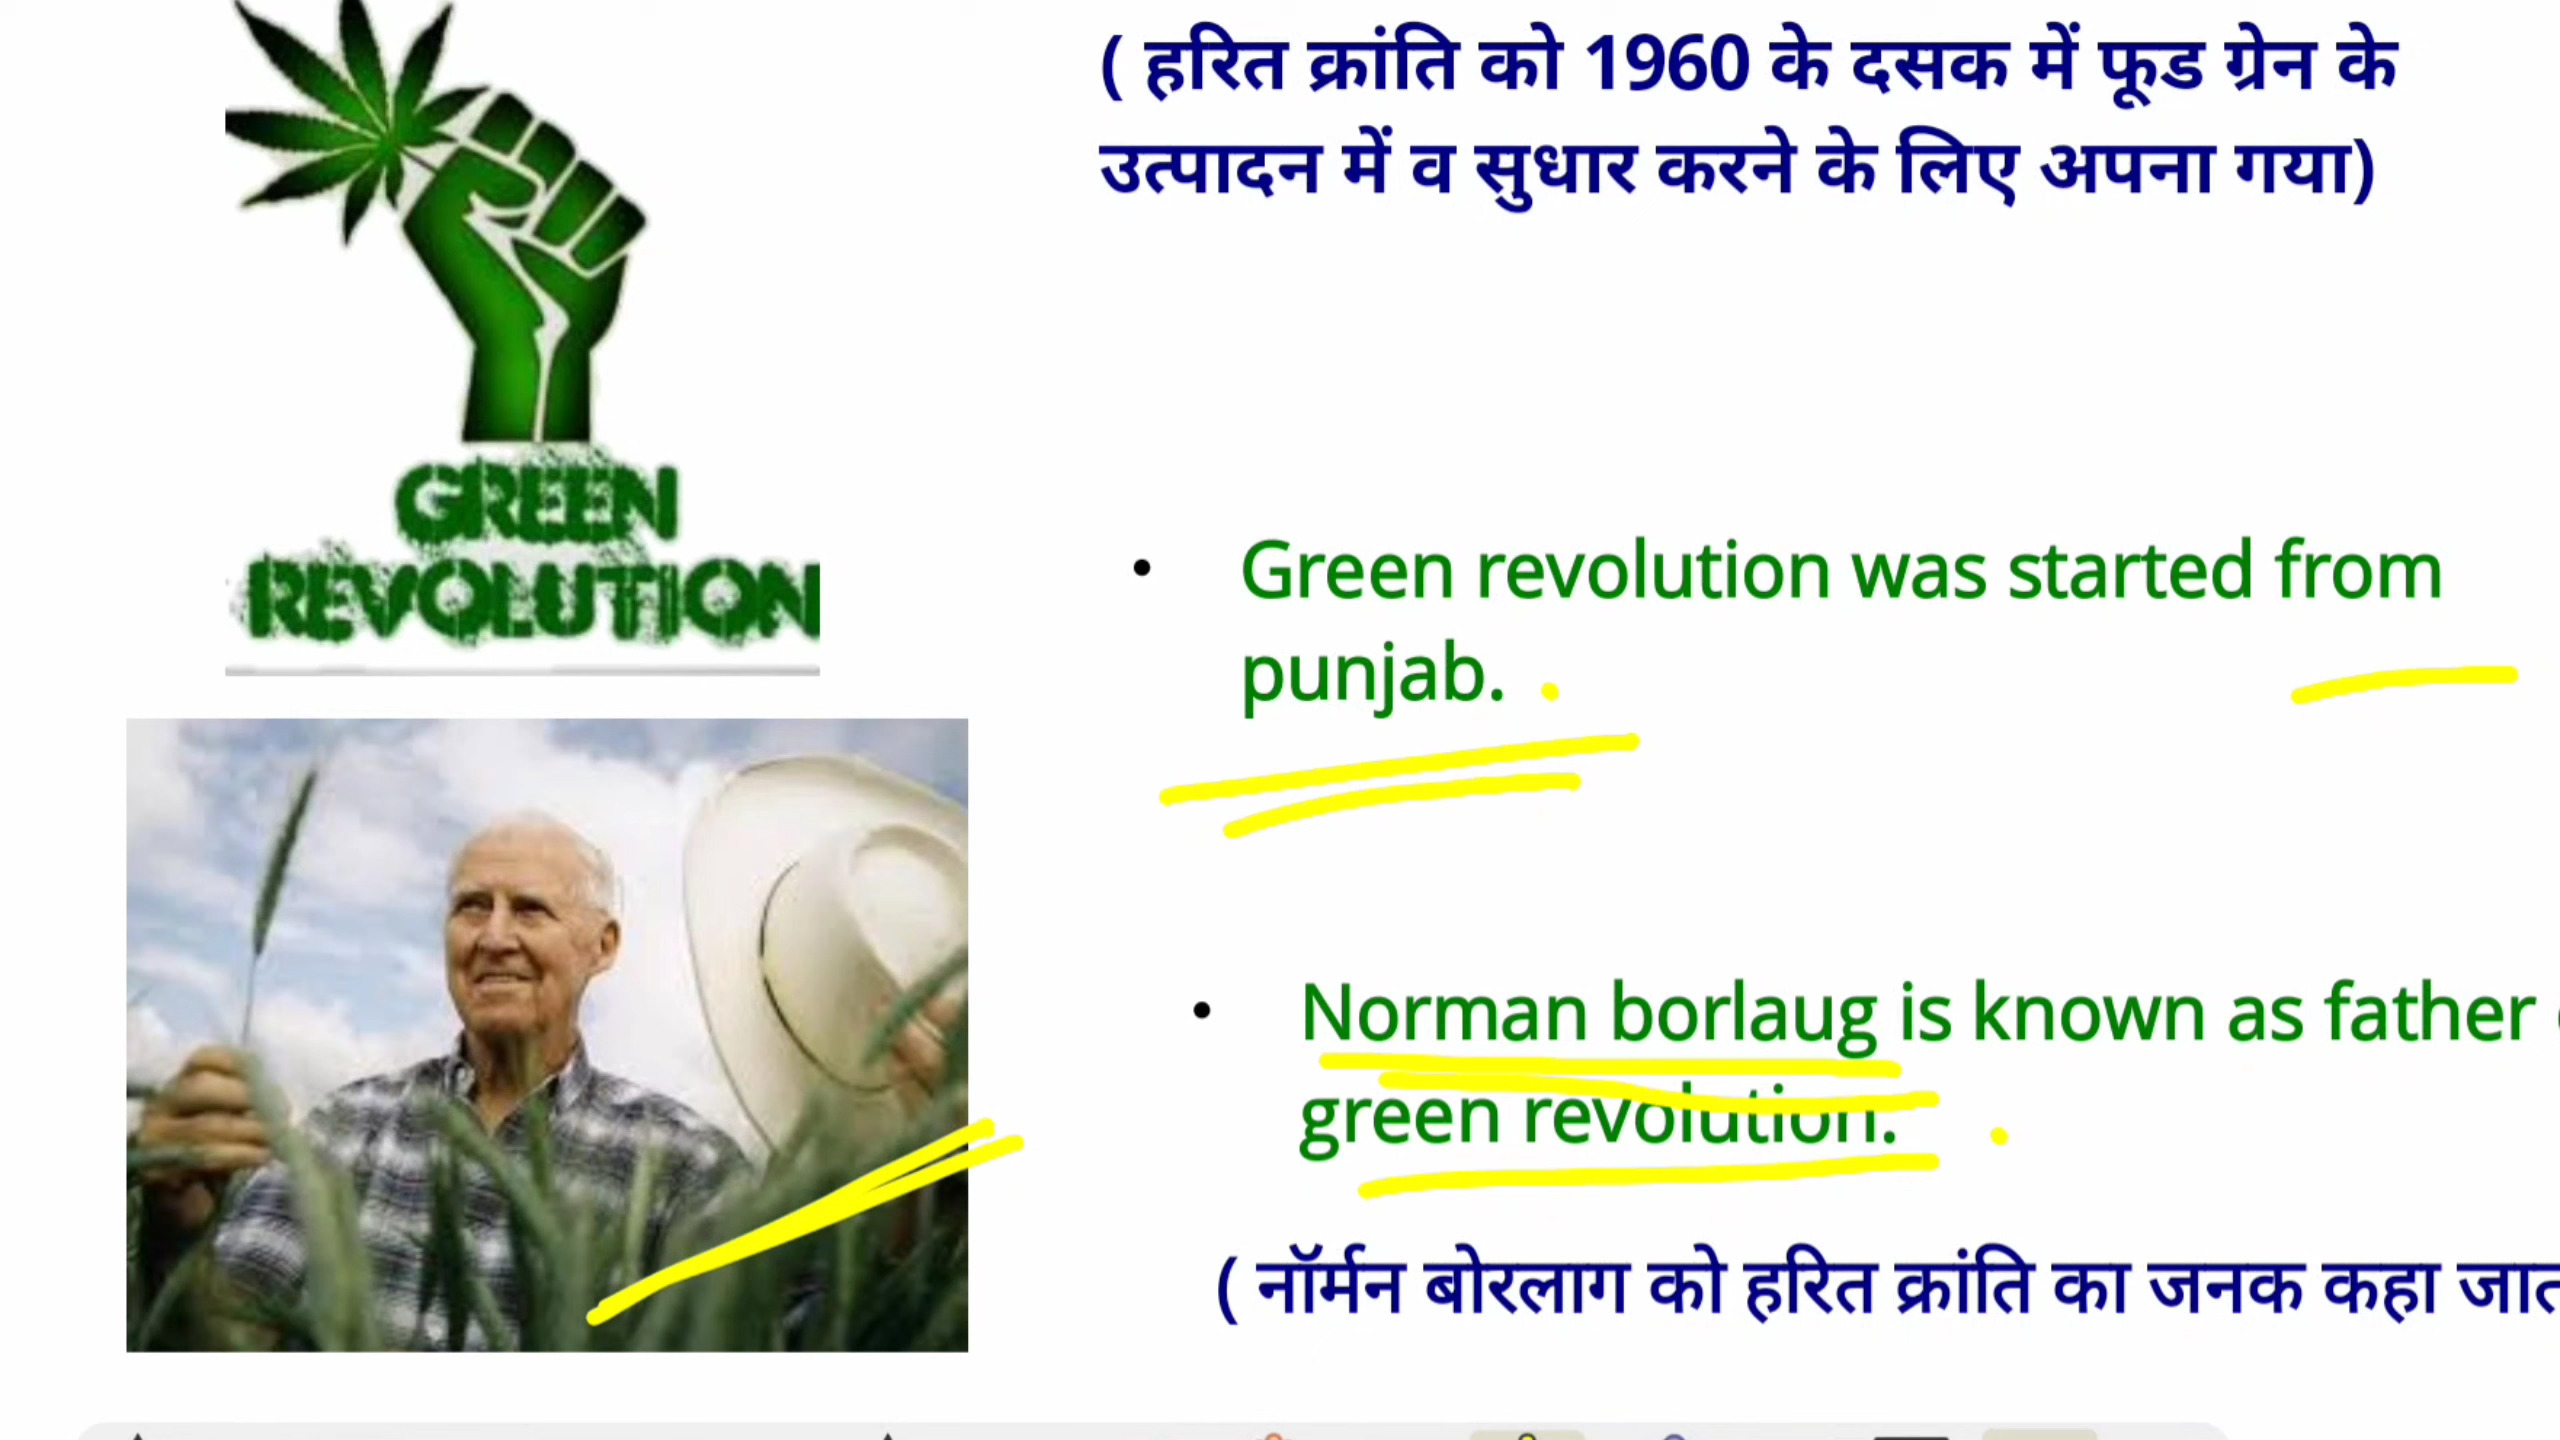 GREEN
REVOLUTION
( हरित क्रांति को 1960 के दसक में फूड ग्रेन के
उत्पादन में व सुधार करने के लिए अपना गया)
• Green revolution was started from
punjab.
• Norman borlaug is known as father
green revolution.
( नॉर्मन बोरलाग को हरित क्रांति का जनक कहा